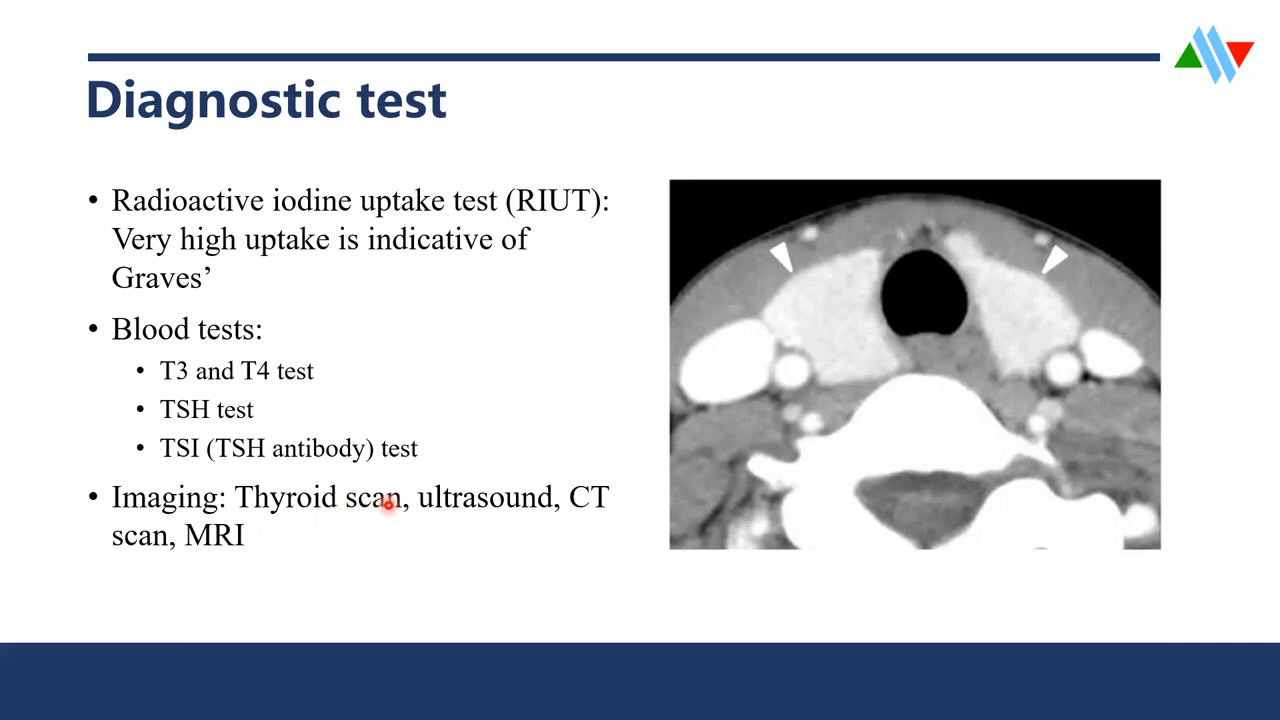 Diagnostic test
• Radioactive iodine uptake test (RIUT):
Very high uptake is indicative of
Graves’
• Blood tests:
• T3 and T4 test
• TSH test
• TSI (TSH antibody) test
• Imaging: Thyroid scan, ultrasound, CT
scan, MRI